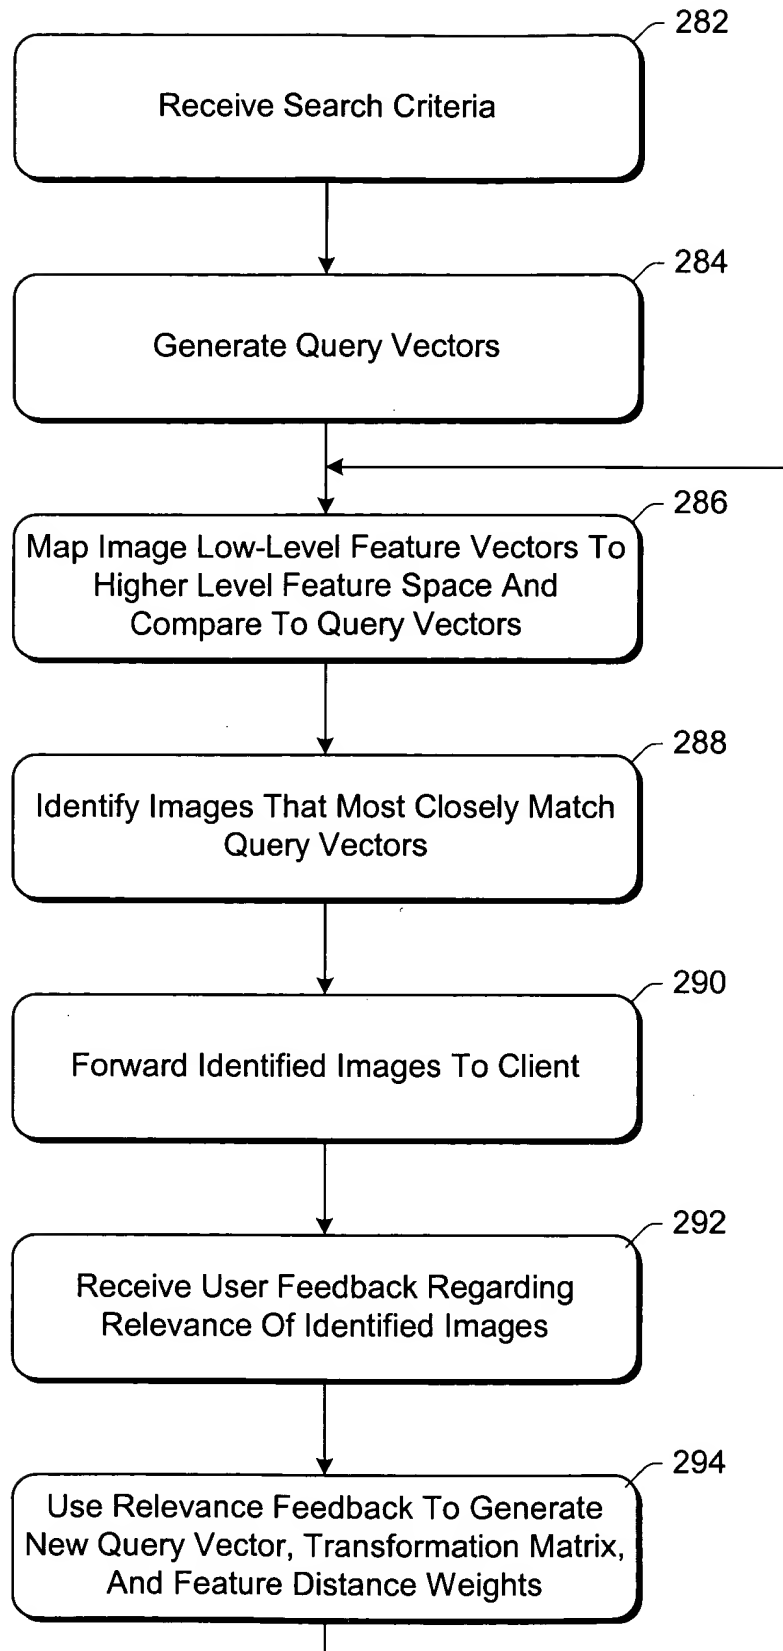 282
Receive Search Criteria
284
Generate Query Vectors
286
Map Image Low-Level Feature Vectors To
Higher Level Feature Space And
Compare To Query Vectors
288
Identify Images That Most Closely Match
Query Vectors
290
Forward Identified Images To Client
292
Receive User Feedback Regarding
Relevance Of Identified Images
294
Use Relevance Feedback To Generate
New Query Vector, Transformation Matrix,
And Feature Distance Weights